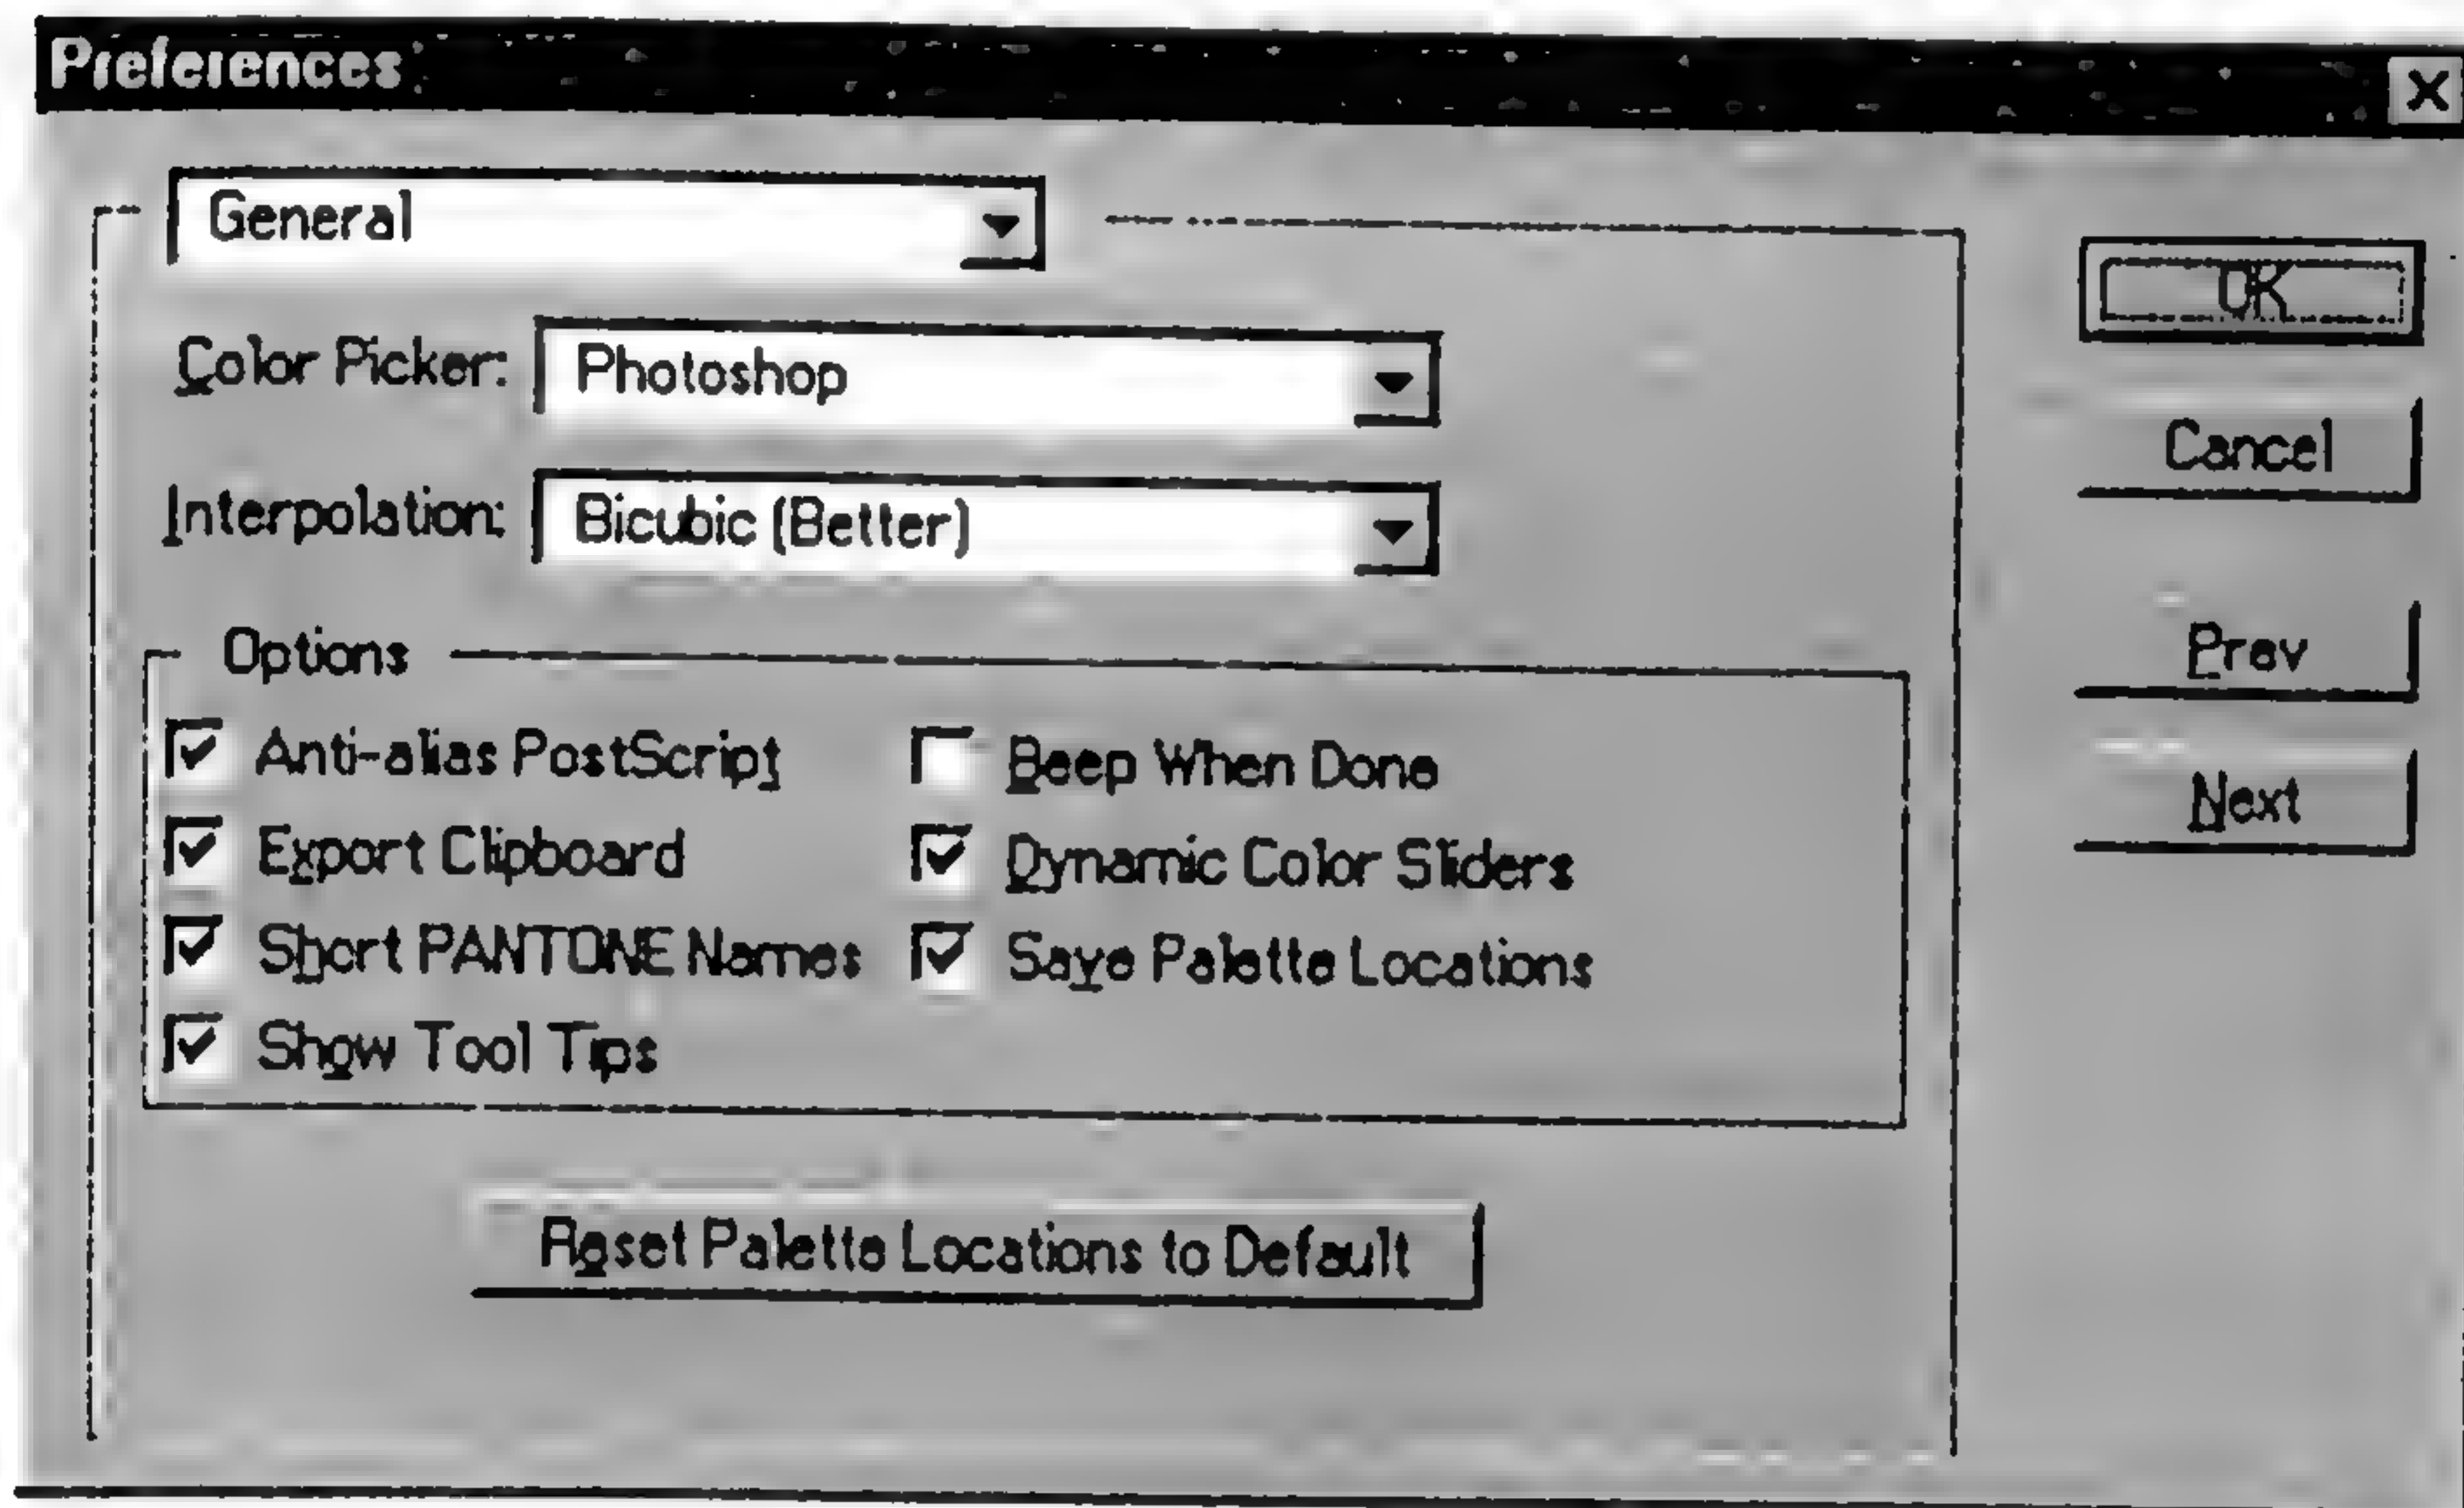 Preferences
General
Color Picker: Photoshop
Interpolation: Bicubic (Better)
Options
Anti-alias PostScript
Beep When Done
Export Clipboard
Dynamic Color Sliders
Short PANTONE Names
Save Palette Locations
Show Tool Tips
Reset Palette Locations to Default
OK
Cancel
Prev
Next